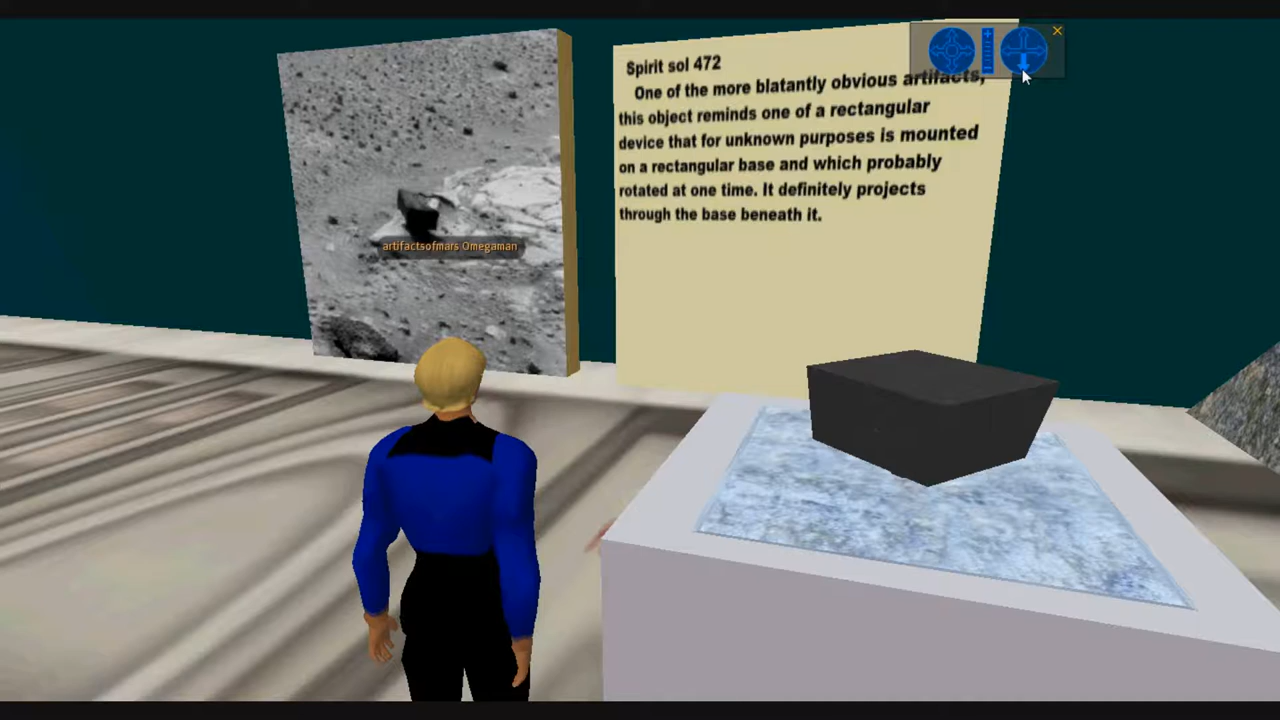 Spirit sol 472
One of the more blatantly obvious artifacts,
this object reminds one of a rectangular
device that for unknown purposes is mounted
on a rectangular base and which probably
rotated at one time. It definitely projects
through the base beneath it.
artifactsofmars Omegaman